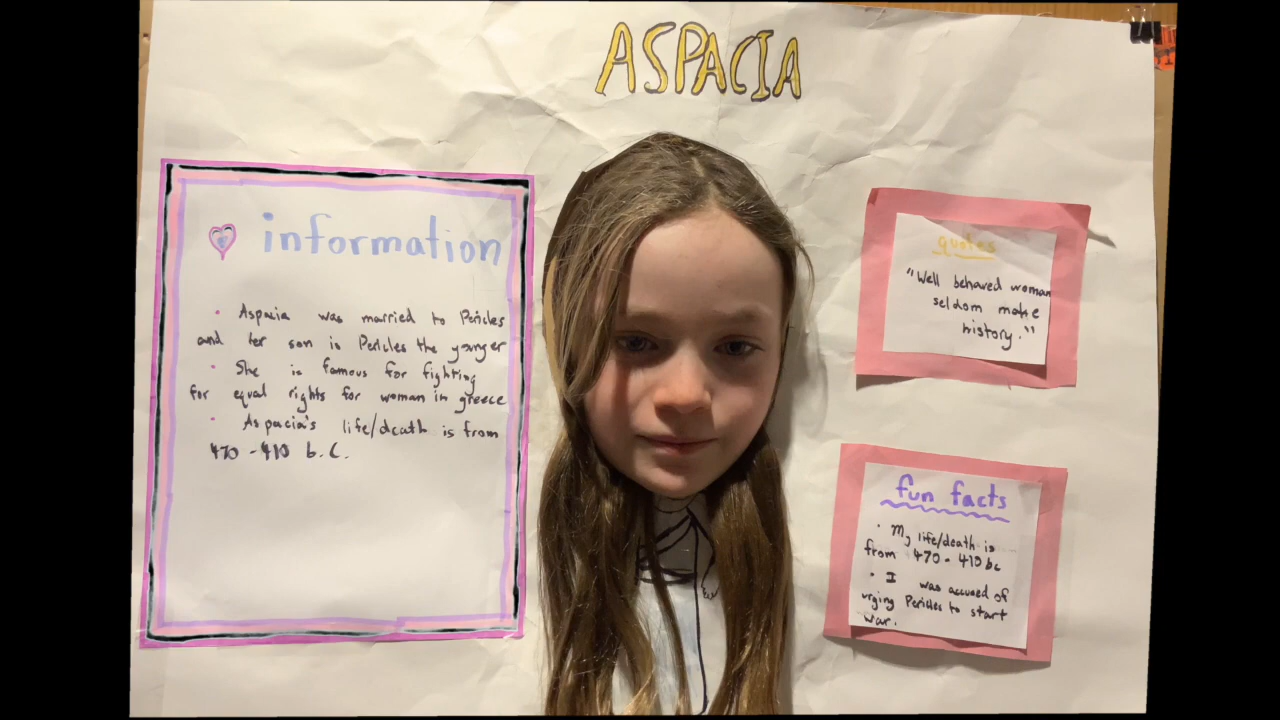 ASPACIA
information
• Aspacia was married to Pericles
and her son is Pericles the younger
• She is famous for fighting
for equal rights for woman in greece
• Aspacia's life/death is from
470 - 410 b.c.
quotes
"Well behaved woman
seldom make
history."
fun facts
• My life/death is
from 470 - 410 bc
• I was accused of
urging Pericles to start
war.